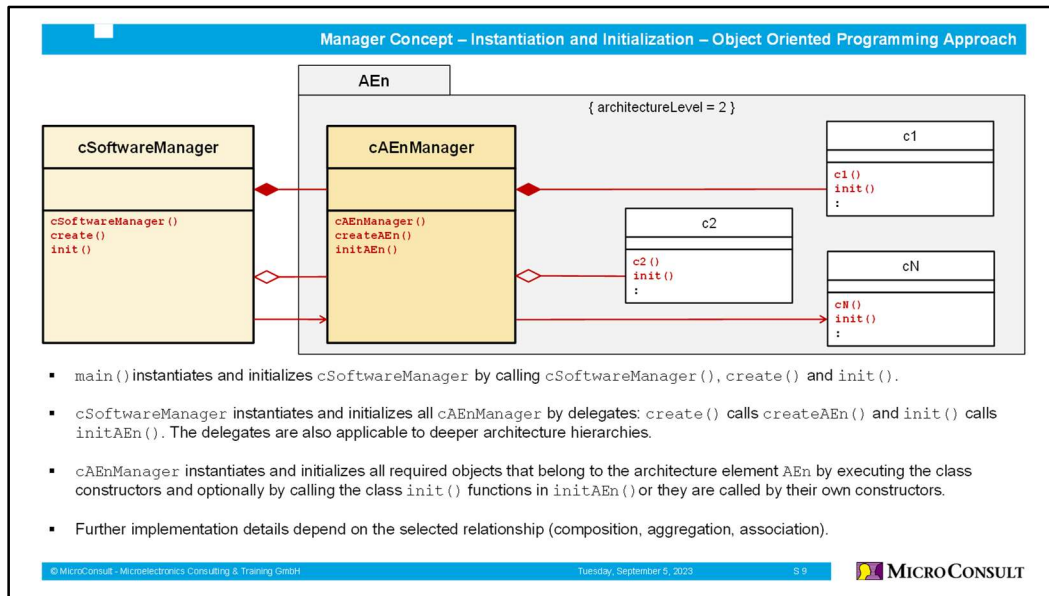 Manager Concept – Instantiation and Initialization – Object Oriented Programming Approach
AEn
{ architectureLevel = 2 }
cSoftwareManager
cSoftwareManager()
create()
init()
cAEnManager
cAEnManager()
createAEn()
initAEn()
c1
c1()
init()
:
c2
c2()
init()
:
cN
cN()
init()
:
▪ main()instantiates and initializes cSoftwareManager by calling cSoftwareManager(), create() and init().
▪ cSoftwareManager instantiates and initializes all cAEnManager by delegates: create() calls createAEn() and init() calls
initAEn(). The delegates are also applicable to deeper architecture hierarchies.
▪ cAEnManager instantiates and initializes all required objects that belong to the architecture element AEn by executing the class
constructors and optionally by calling the class init() functions in initAEn()or they are called by their own constructors.
▪ Further implementation details depend on the selected relationship (composition, aggregation, association).
© MicroConsult - Microelectronics Consulting & Training GmbH
Tuesday, September 5, 2023
S 9
MICROCONSULT